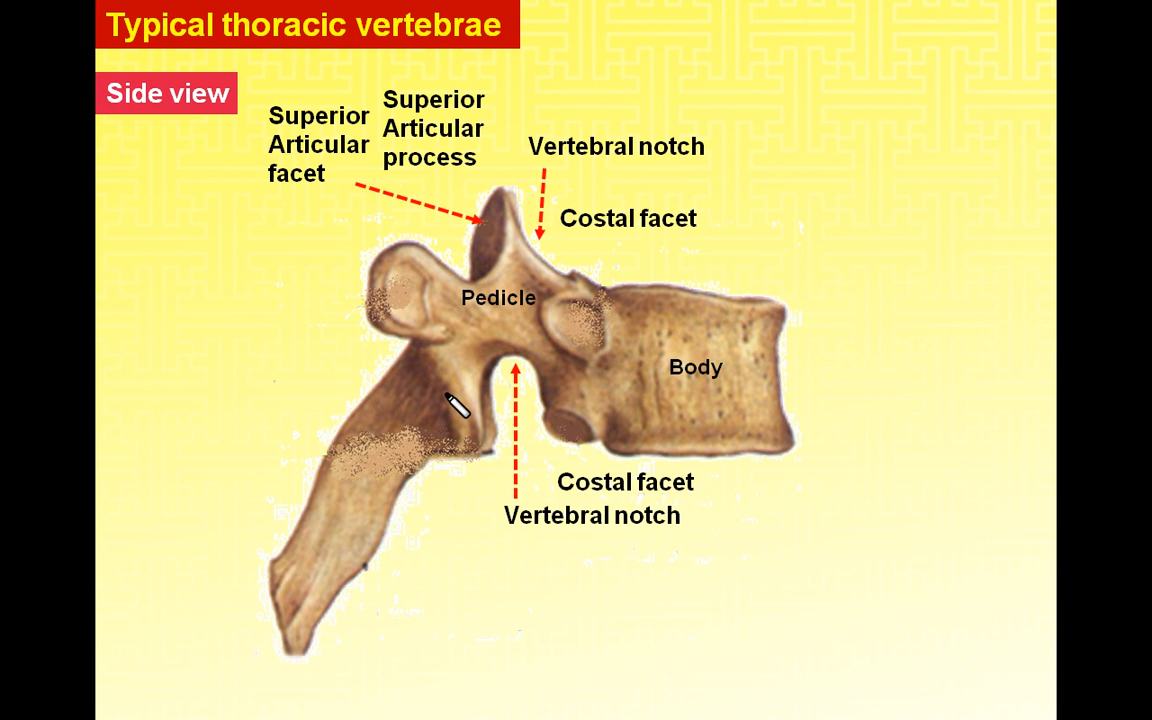 Typical thoracic vertebrae
Side view
Superior
Articular
facet
Superior
Articular
process
Vertebral notch
Costal facet
Pedicle
Body
Costal facet
Vertebral notch